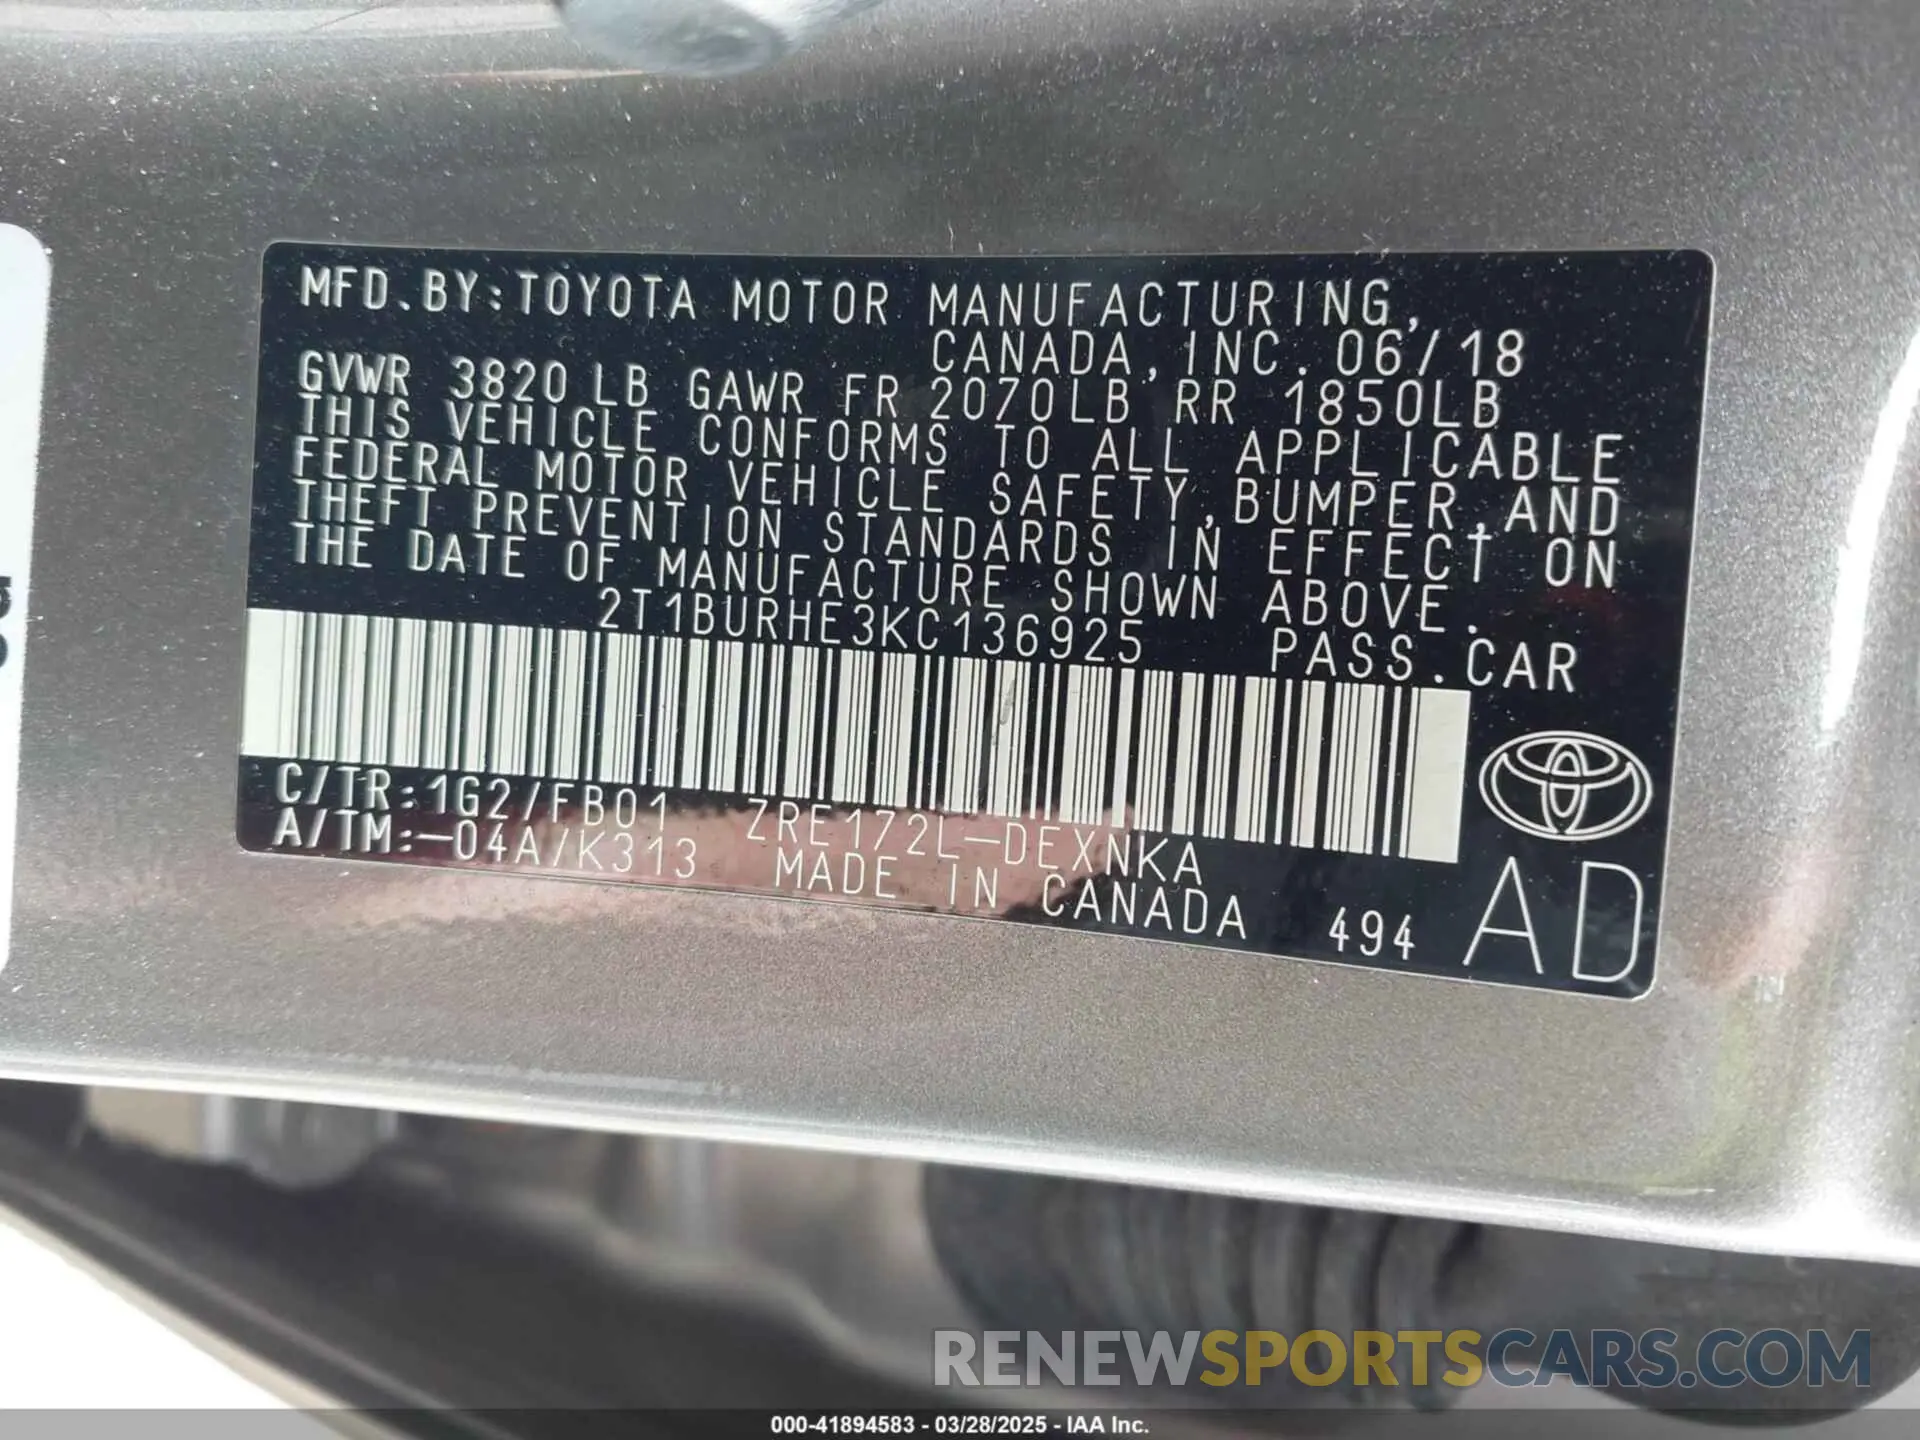 MFD.BY:TOYOTA MOTOR MANUFACTURING,
CANADA, INC. 06/18
GVWR 3820 LB GAWR FR 2070LB RR 1850LB
THIS VEHICLE CONFORMS TO ALL APPLICABLE
FEDERAL MOTOR VEHICLE SAFETY, BUMPER, AND
THEFT PREVENTION STANDARDS IN EFFECT ON
THE DATE OF MANUFACTURE SHOWN ABOVE.
2T1BURHE3KC136925 PASS.CAR
C/TR:1G2/FB01 ZRE172L-DEXNKA
A/TM:-04A/K313 MADE IN CANADA 494 AD
RENEWSPORTSCARS.COM
000-41894583 - 03/28/2025 - IAA Inc.